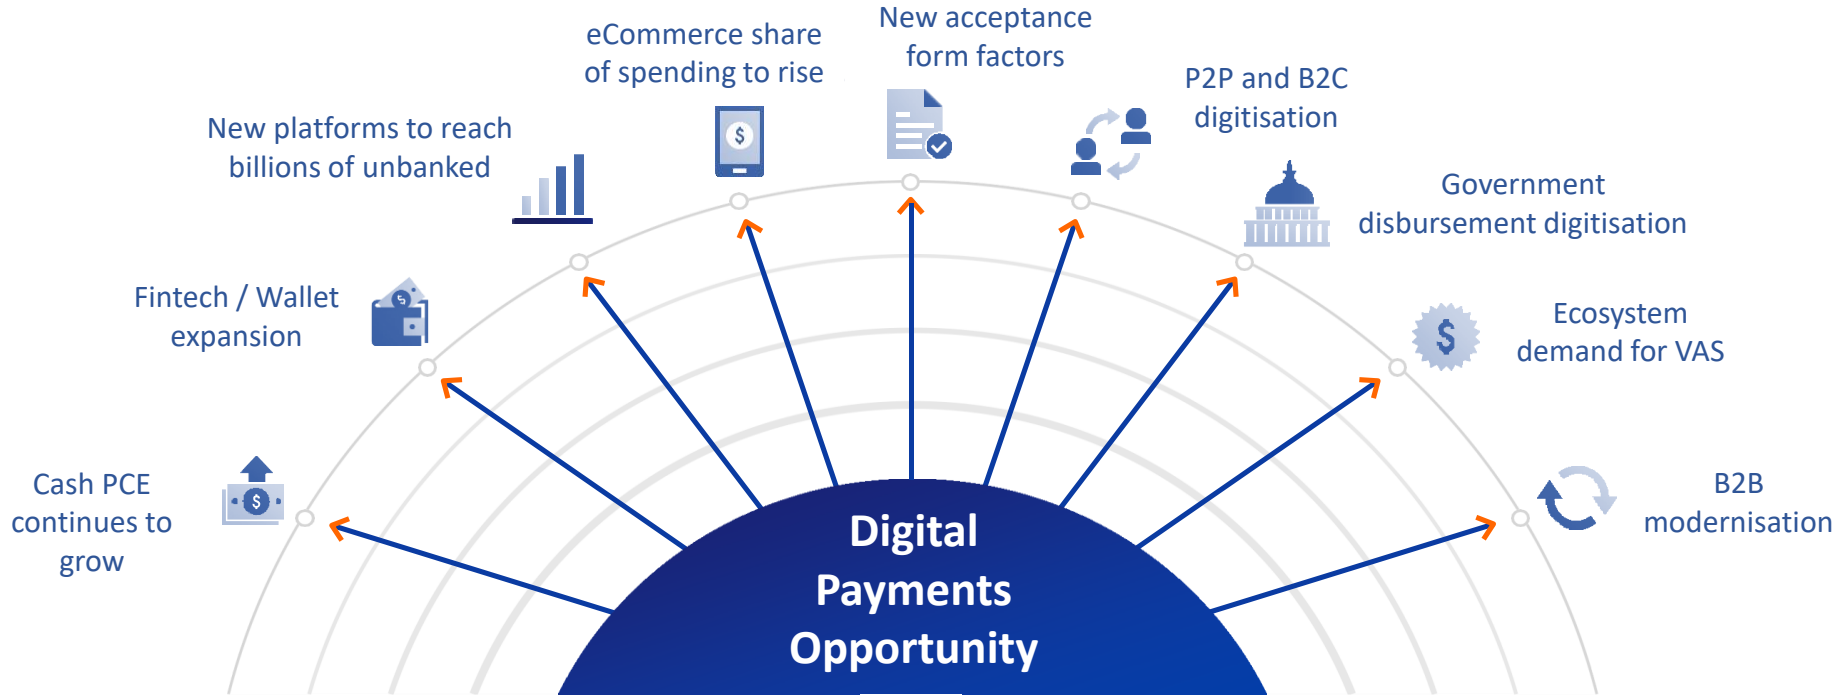 Cash PCE
continues to
grow
Fintech / Wallet
expansion
New platforms to reach
billions of unbanked
eCommerce share
of spending to rise
New acceptance
form factors
P2P and B2C
digitisation
Government
disbursement digitisation
Ecosystem
demand for VAS
B2B
modernisation
Digital
Payments
Opportunity
$
$
$
$